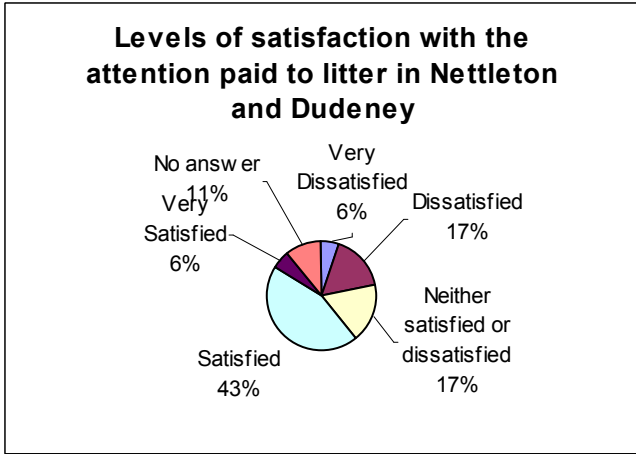 Levels of satisfaction with the
attention paid to litter in Nettleton
and Dudeney
Very
Dissatisfied
6%
Dissatisfied
17%
Neither
satisfied or
dissatisfied
17%
Satisfied
43%
Very
Satisfied
6%
No answer
11%